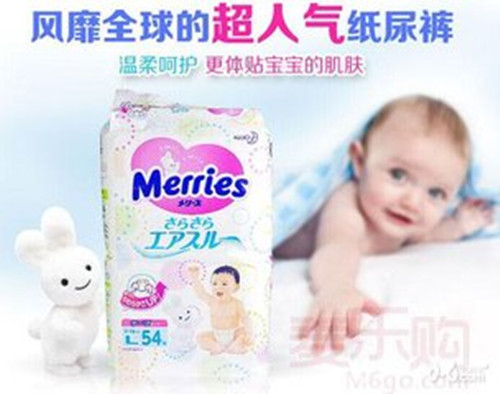 风靡全球的超人气纸尿裤
温柔呵护 更体贴宝宝的肌肤
Merries
メリーズ
さらさら
エアスルー
L 54
麦乐购
M6go.com